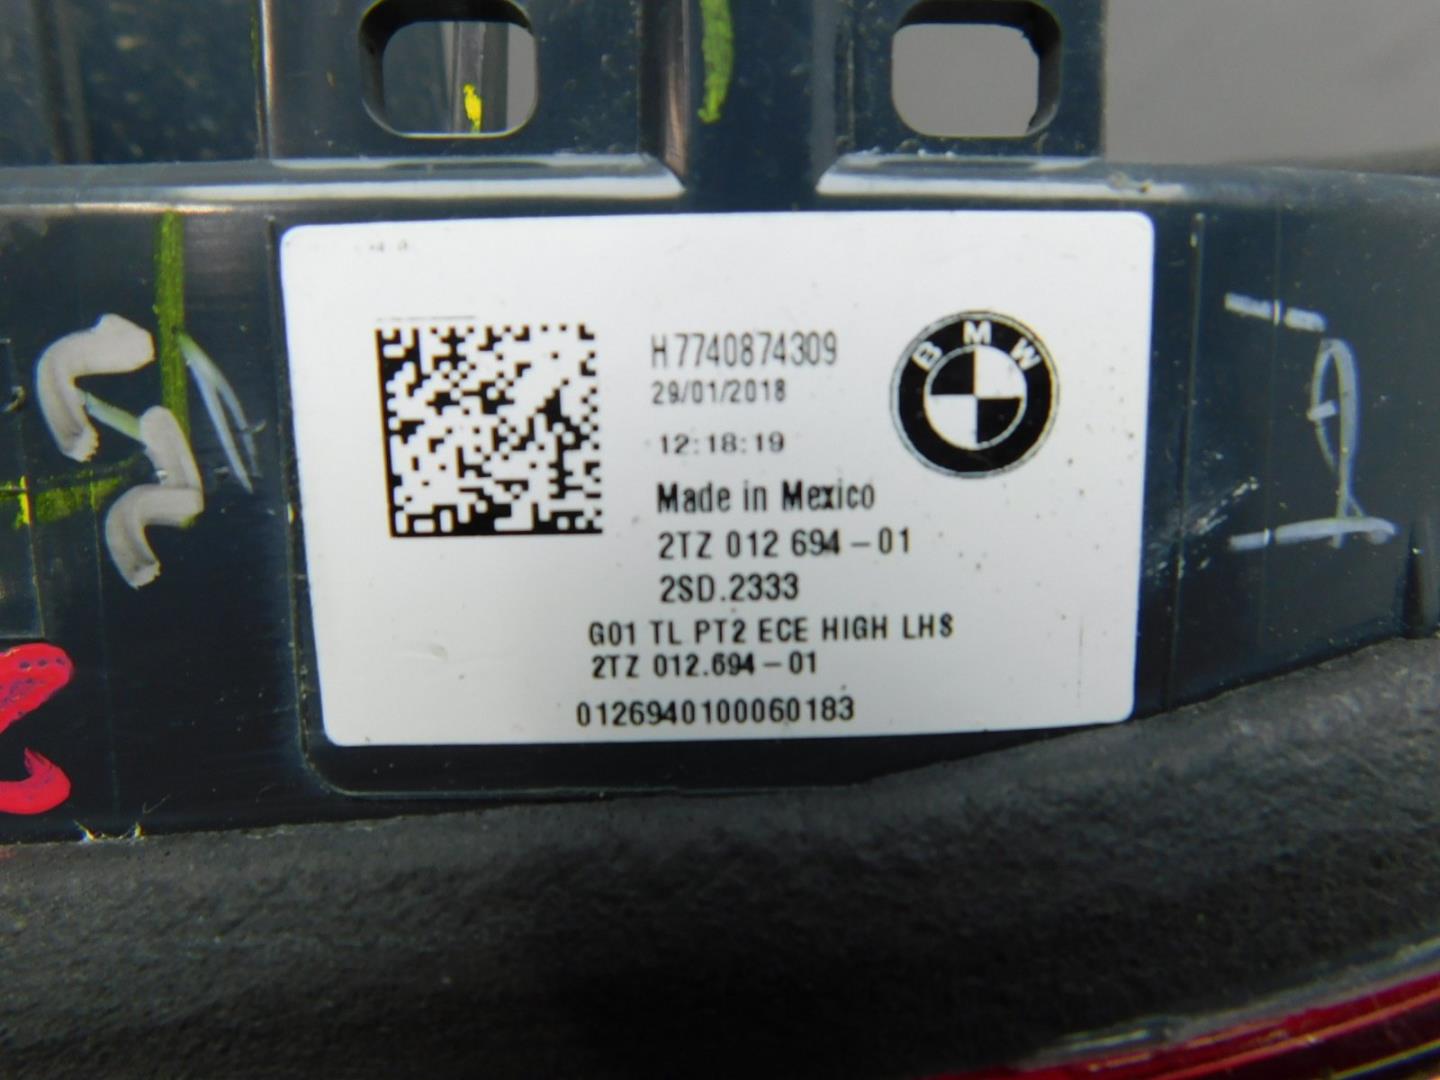 H7740874309
29/01/2018
12:18:19
BMW
Made in Mexico
2TZ 012 694-01
2SD.2333
G01 TL PT2 ECE HIGH LHS
2TZ 012.694-01
0126940100060183